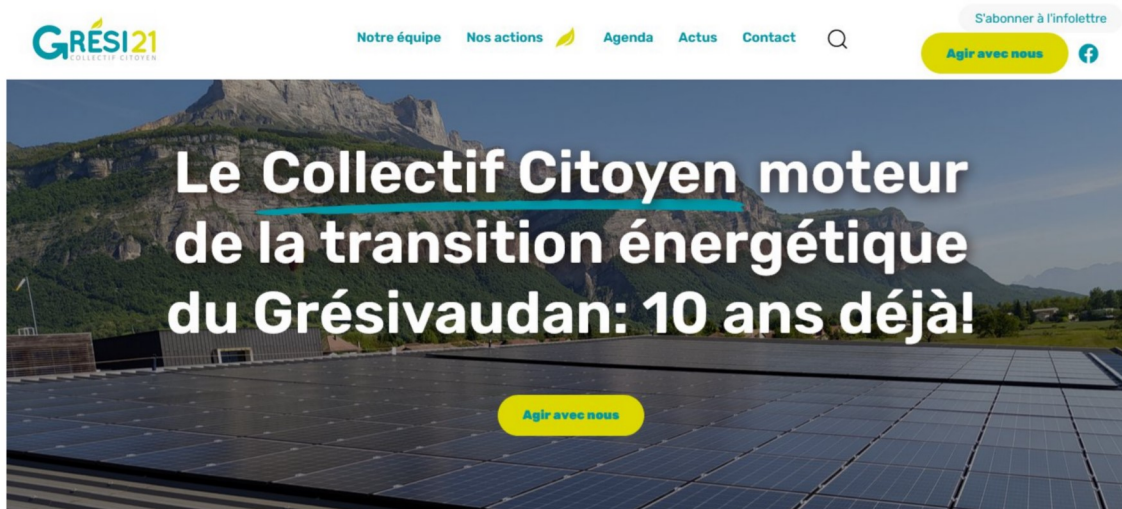 S'abonner à l'infolettre
GRÉSI21
COLLECTIF CITOYEN
Notre équipe
Nos actions
Agenda
Actus
Contact
Agir avec nous
Le Collectif Citoyen moteur
de la transition énergétique
du Grésivaudan: 10 ans déjà!
Agir avec nous